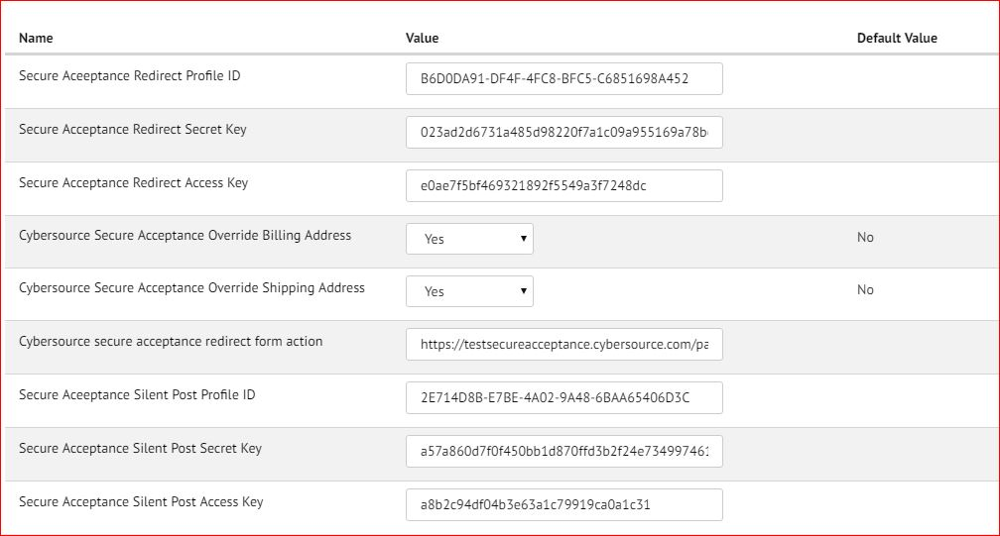 Name Value Default Value
Secure Aceeptance Redirect Profile ID B6D0DA91-DF4F-4FC8-BFC5-C6851698A452
Secure Acceptance Redirect Secret Key 023ad2d6731a485d98220f7a1c09a955169a78b
Secure Acceptance Redirect Access Key e0ae7f5bf469321892f5549a3f7248dc
Cybersource Secure Acceptance Override Billing Address Yes No
Cybersource Secure Acceptance Override Shipping Address Yes No
Cybersource secure acceptance redirect form action https://testsecureacceptance.cybersource.com/pa
Secure Aceeptance Silent Post Profile ID 2E714D8B-E7BE-4A02-9A48-6BAA65406D3C
Secure Acceptance Silent Post Secret Key a57a860d7f0f450bb1d870ffd3b2f24e734997461
Secure Acceptance Silent Post Access Key a8b2c94df04b3e63a1c79919ca0a1c31